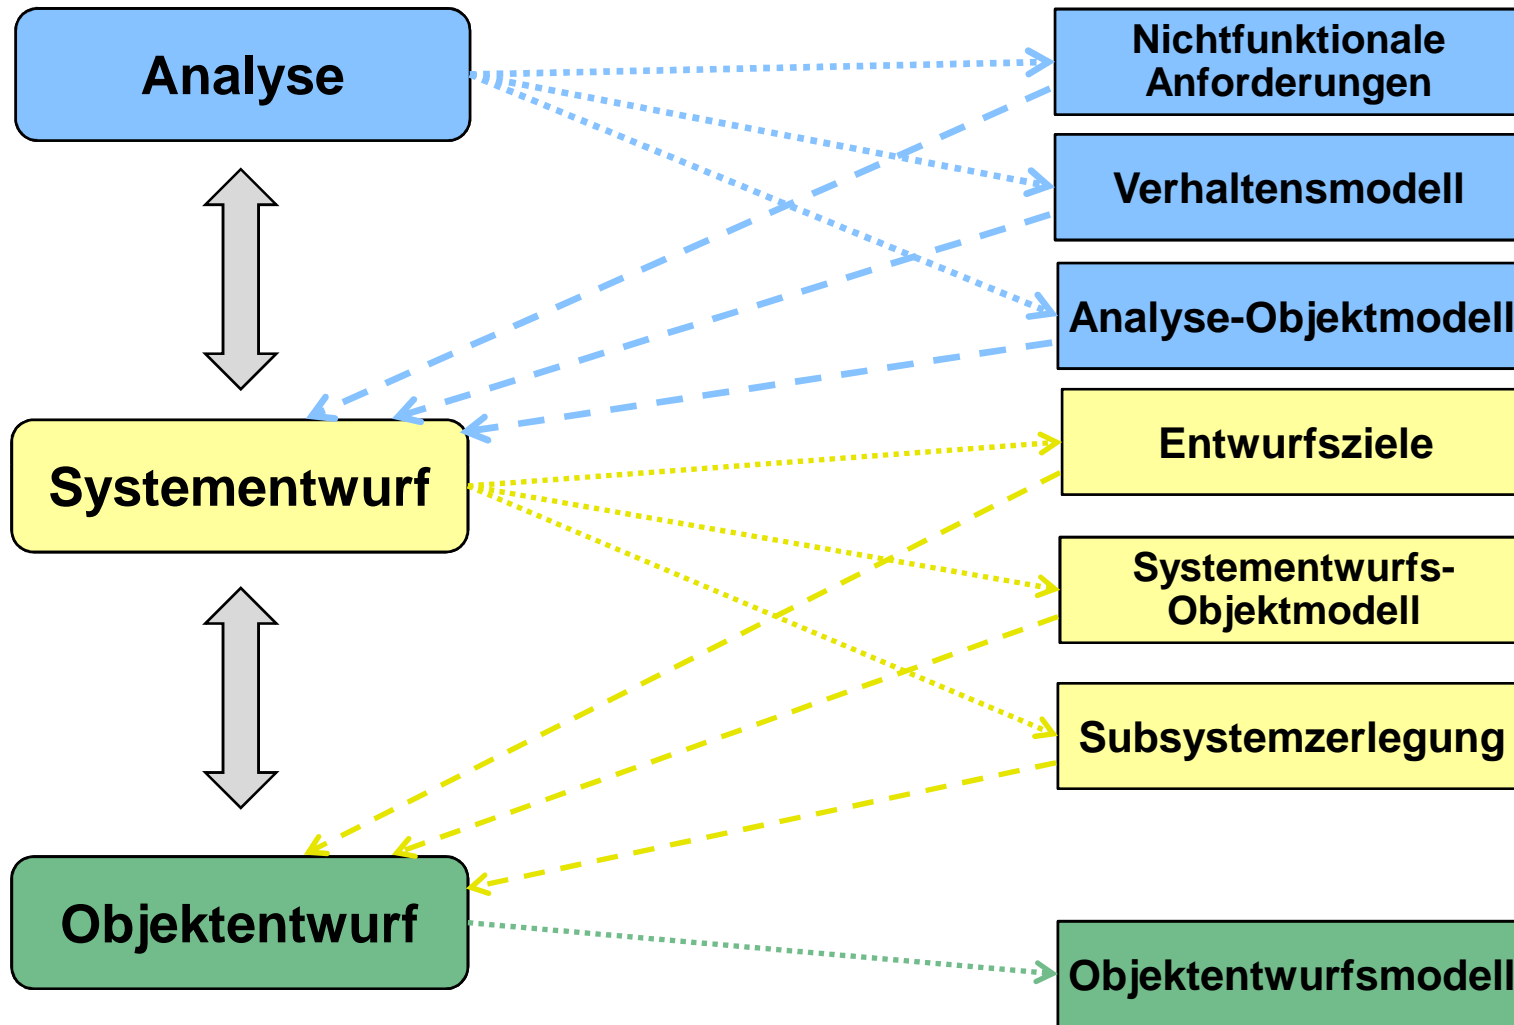 Analyse
Nichtfunktionale
Anforderungen
Verhaltensmodell
Analyse-Objektmodell
Systementwurf
Entwurfsziele
Systementwurfs-
Objektmodell
Subsystemzerlegung
Objektentwurf
Objektentwurfsmodell